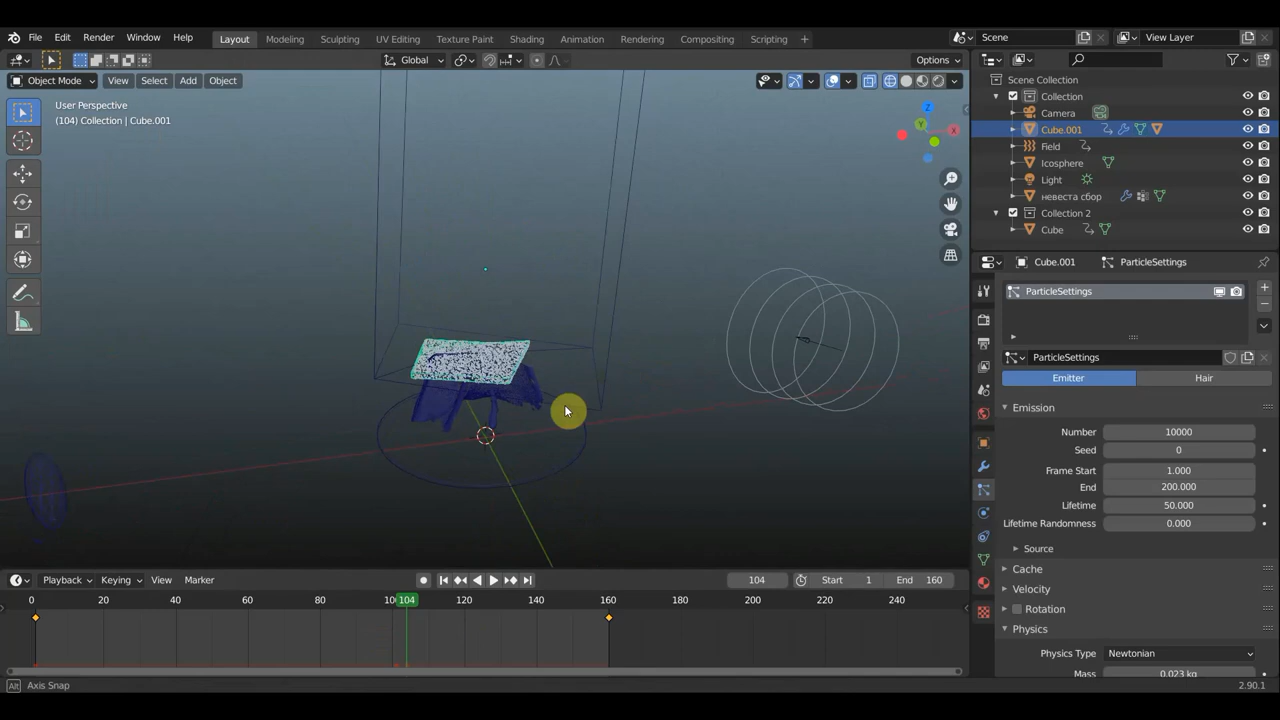 File Edit Render Window Help Layout Modeling Sculpting UV Editing Texture Paint Shading Animation Rendering Compositing Scripting + Scene View Layer
Global Options
Object Mode View Select Add Object
User Perspective
(104) Collection | Cube.001
Z
Y
X
Scene Collection
Collection
Camera
Cube.001
Field
Icosphere
Light
невеста сбор
Collection 2
Cube
Cube.001 ParticleSettings
ParticleSettings
ParticleSettings
Emitter Hair
Emission
Number 10000
Seed 0
Frame Start 1.000
End 200.000
Lifetime 50.000
Lifetime Randomness 0.000
Source
Cache
Velocity
Rotation
Physics
Physics Type Newtonian
Mass 0.023 kg
Playback Keying View Marker 104 Start 1 End 160
0 20 40 60 80 104 120 140 160 180 200 220 240
Alt Axis Snap 2.90.1